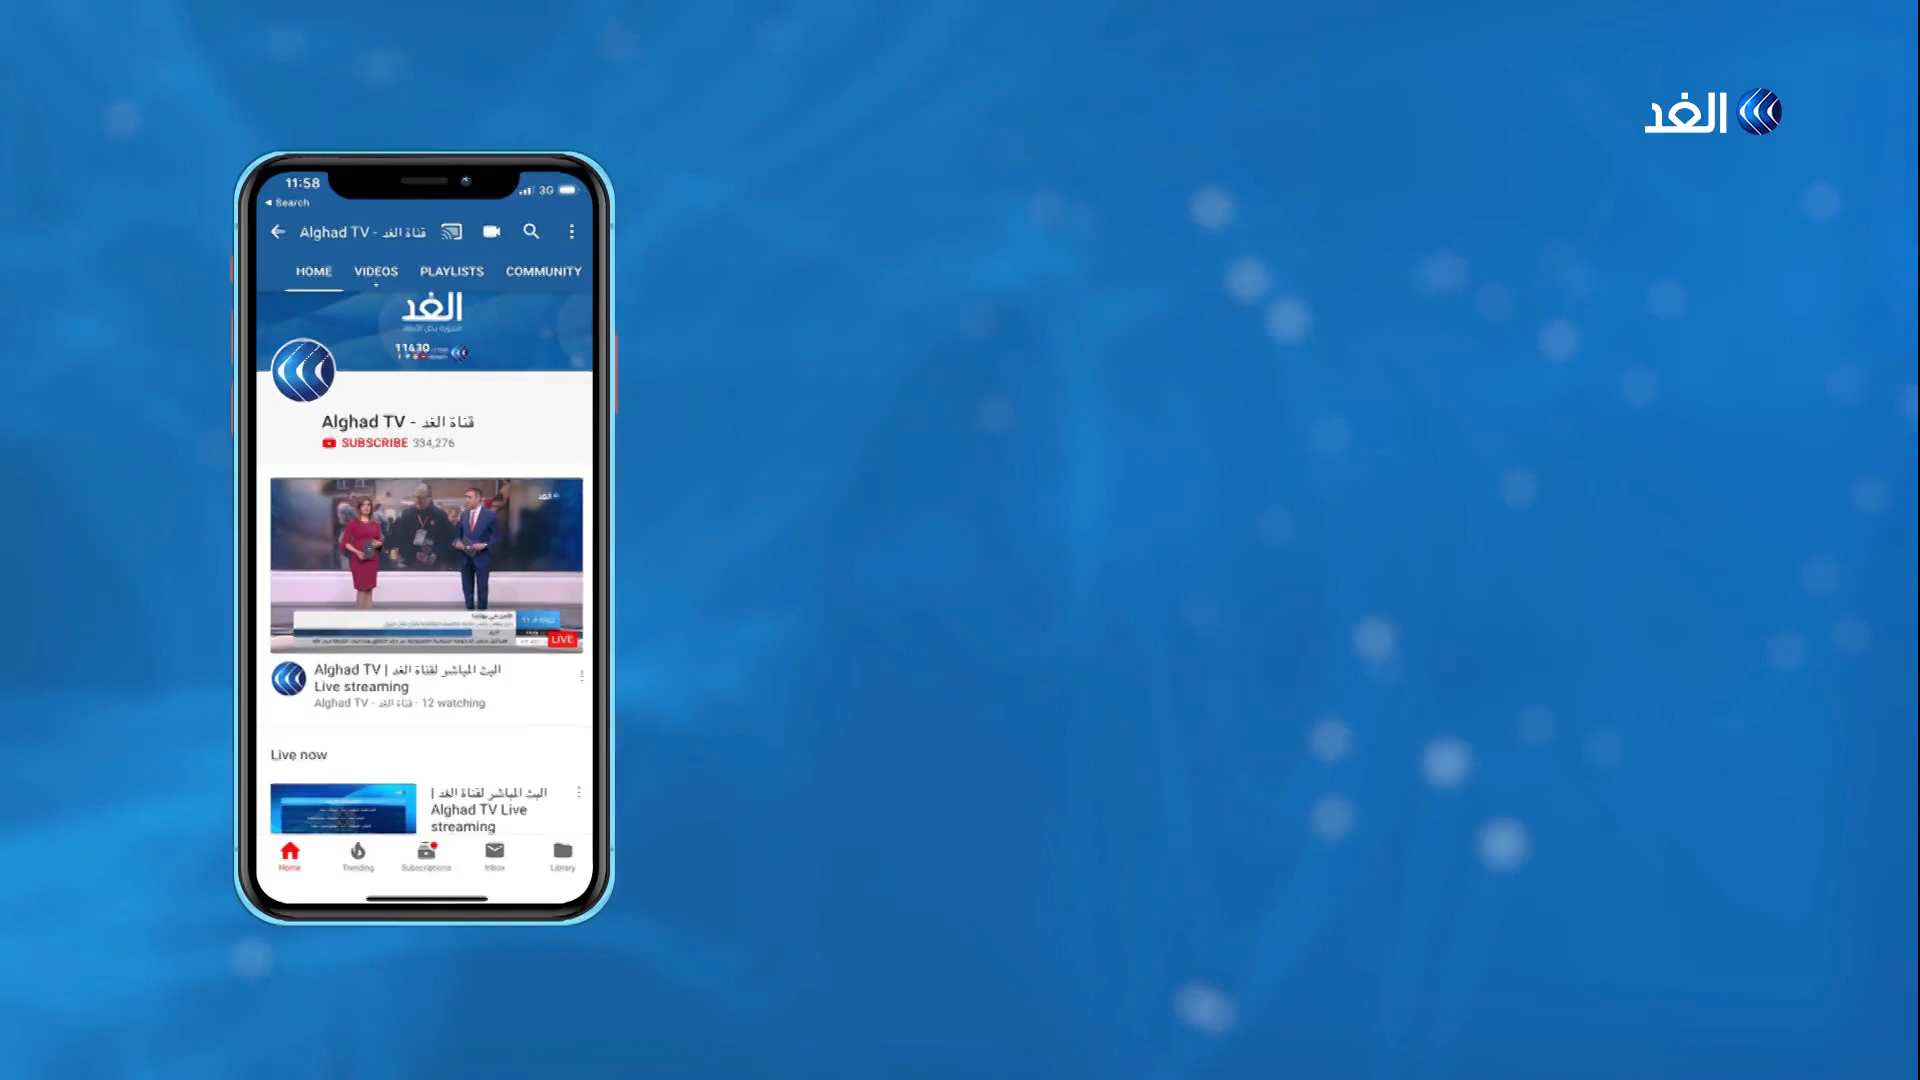 الغد
11:58
3G
Search
Alghad TV - قناة الغد
HOME VIDEOS PLAYLISTS COMMUNITY
الغد
11430
Alghad TV - قناة الغد
SUBSCRIBE 334,276
الغد
LIVE
Alghad TV | البث المباشر لقناة الغد
Live streaming
Alghad TV - قناة الغد · 12 watching
Live now
البث المباشر لقناة الغد |
Alghad TV Live
streaming
Home Trending Subscriptions Inbox Library